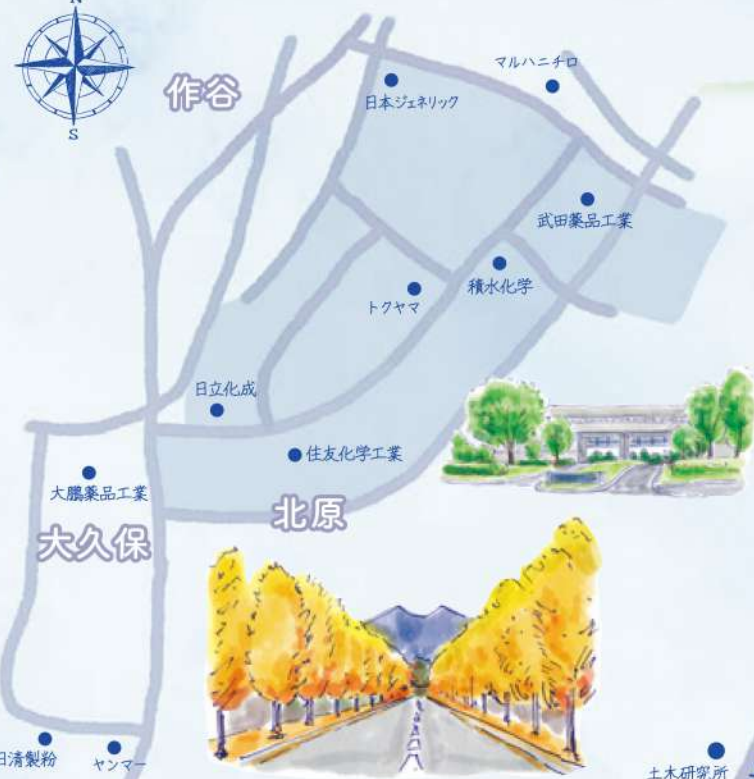 N
S
作谷
マルハニチロ
日本ジェネリック
武田薬品工業
積水化学
トクヤマ
日立化成
住友化学工業
大鵬薬品工業
北原
大久保
日清製粉
ヤンマー
土木研究所